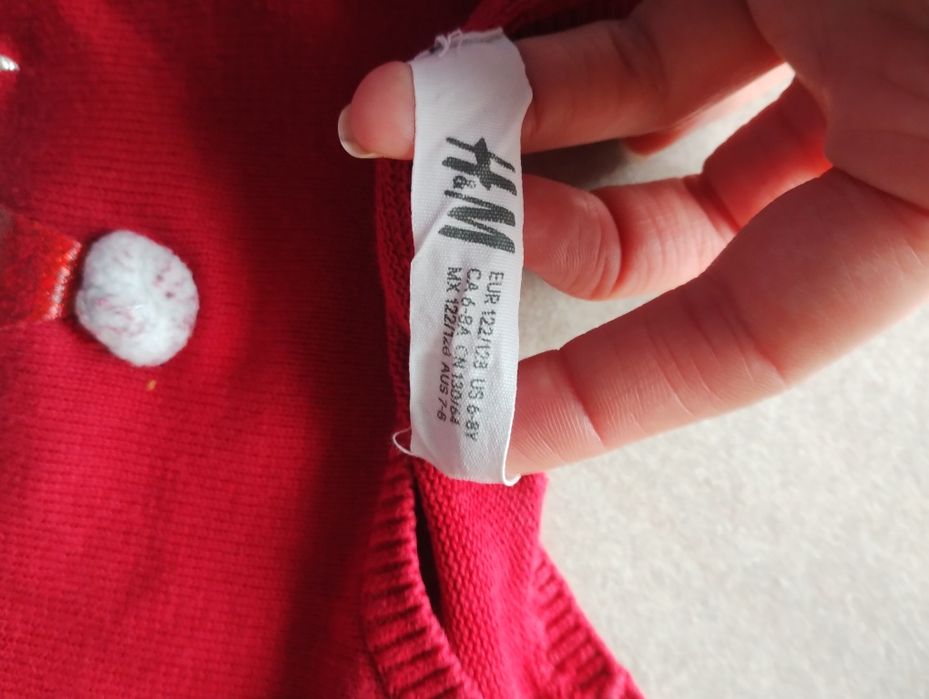 H&M
EUR 122/128 US 6-8Y
CA 6-8A CN 130/64
MX 122/128 AUS 7-8